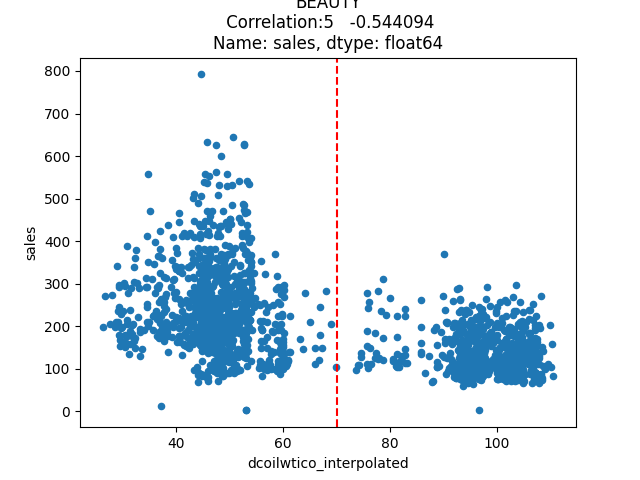 BEAUTY
Correlation:5   -0.544094
Name: sales, dtype: float64
800
700
600
500
400
300
200
100
0
sales
40 60 80 100
dcoilwtico_interpolated